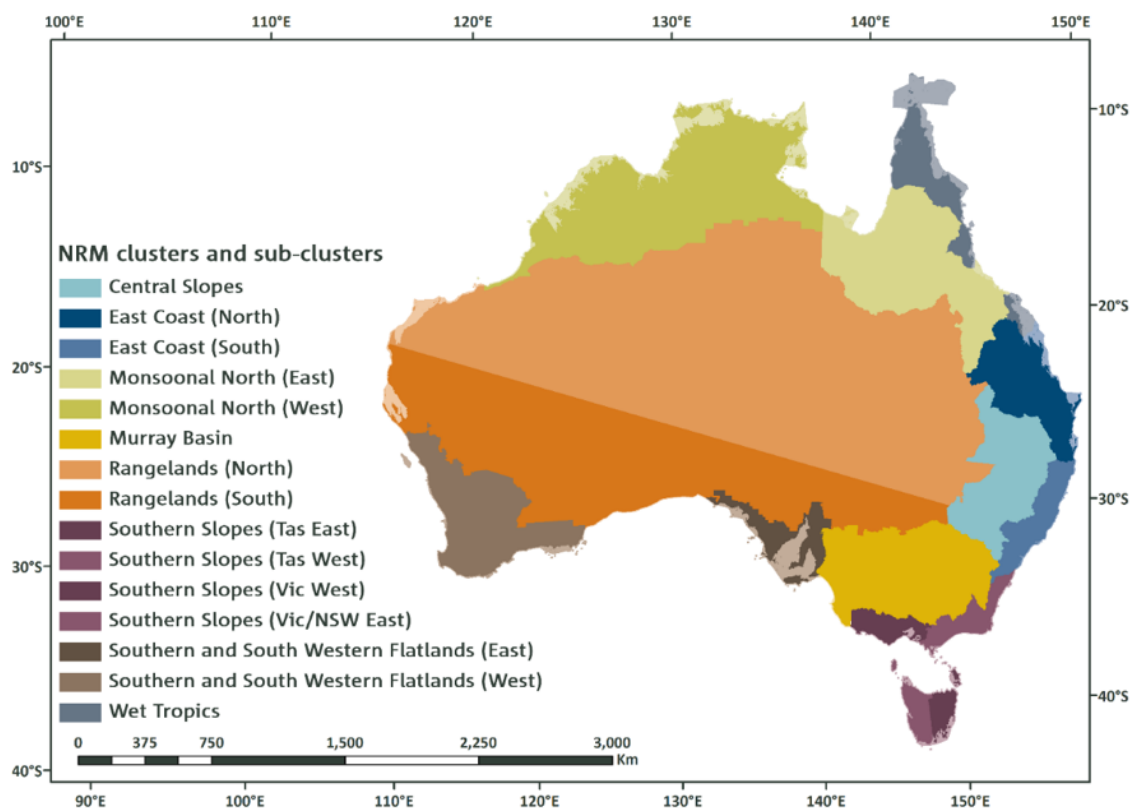 100°E 110°E 120°E 130°E 140°E 150°E
10°S
10°S
NRM clusters and sub-clusters
Central Slopes
East Coast (North)
20°S
East Coast (South)
20°S
Monsoonal North (East)
Monsoonal North (West)
Murray Basin
Rangelands (North)
Rangelands (South)
30°S
Southern Slopes (Tas East)
Southern Slopes (Tas West)
30°S
Southern Slopes (Vic West)
Southern Slopes (Vic/NSW East)
Southern and South Western Flatlands (East)
Southern and South Western Flatlands (West)
40°S
Wet Tropics
0 375 750 1,500 2,250 3,000
Km
40°S
90°E 100°E 110°E 120°E 130°E 140°E 150°E